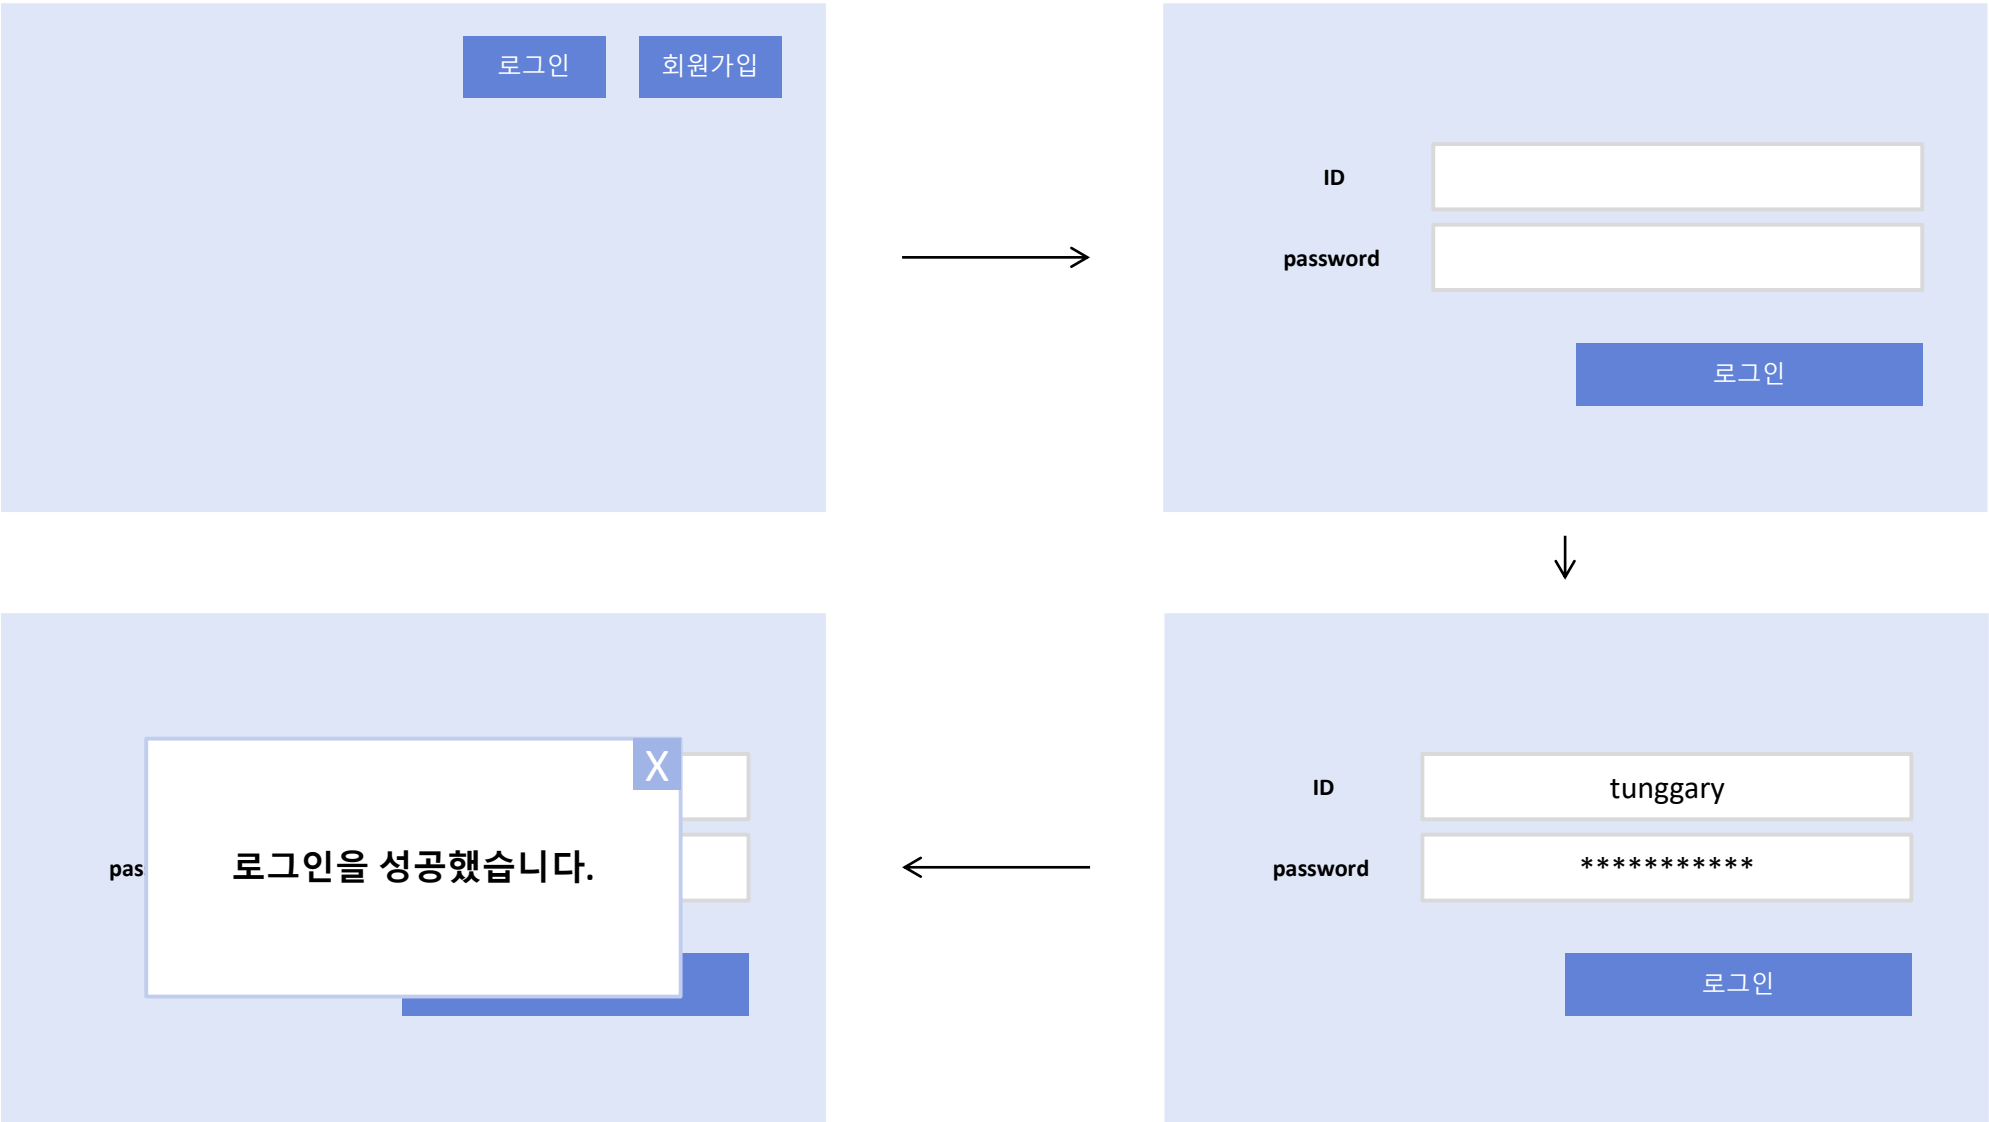 로그인 회원가입
ID
password
로그인
ID tunggary
password ***********
로그인
X
로그인을 성공했습니다.
pas